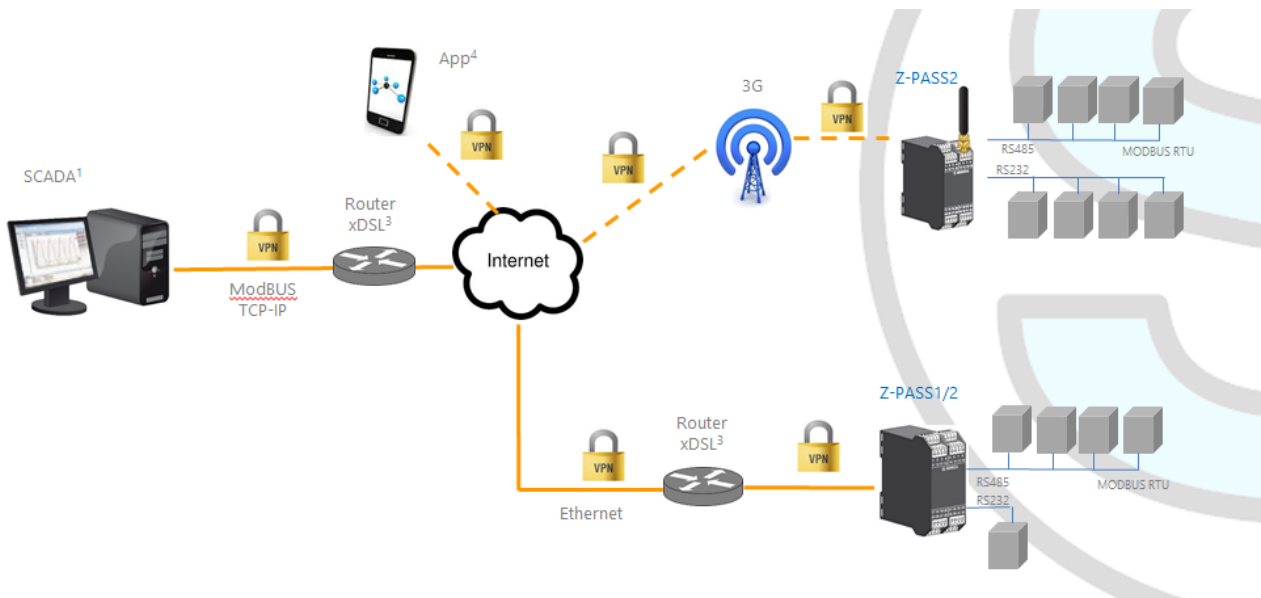 App⁴
3G
Z-PASS2
VPN
VPN
VPN
RS485
MODBUS RTU
RS232
SCADA¹
Router
xDSL³
VPN
Internet
ModBUS
TCP-IP
Z-PASS1/2
Router
xDSL³
VPN
VPN
RS485
MODBUS RTU
RS232
Ethernet